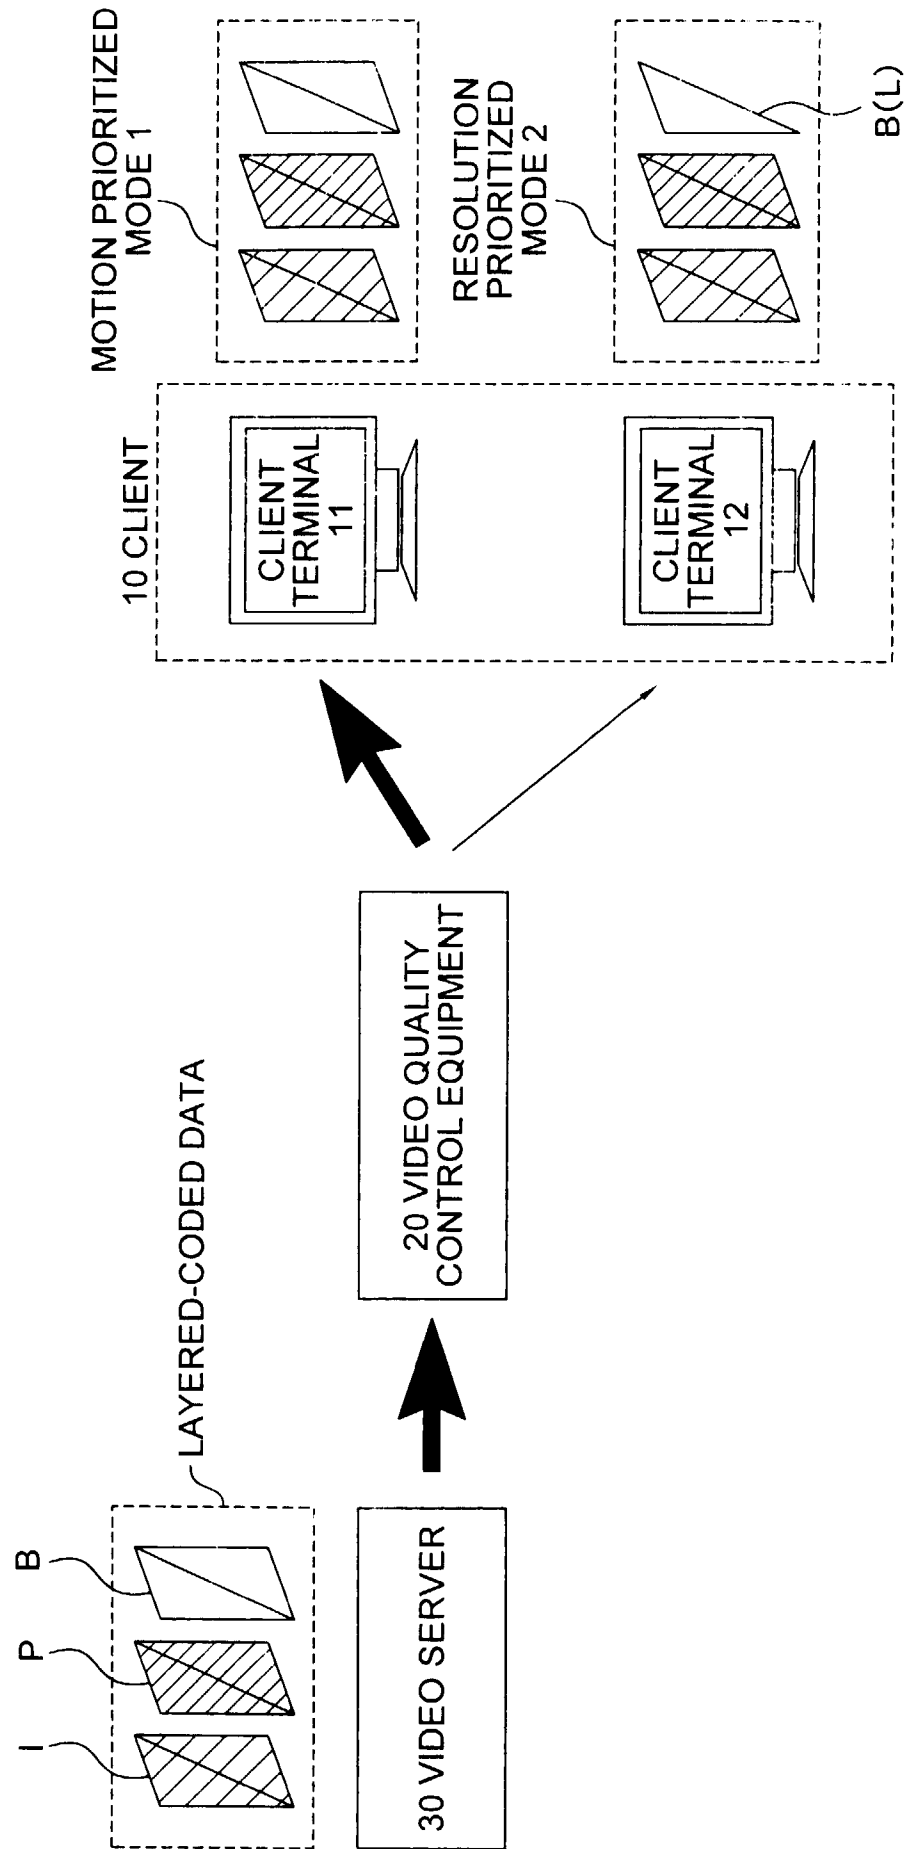 I
P
B
LAYERED-CODED DATA
30 VIDEO SERVER
20 VIDEO QUALITY
CONTROL EQUIPMENT
10 CLIENT
CLIENT
TERMINAL
11
CLIENT
TERMINAL
12
MOTION PRIORITIZED
MODE 1
RESOLUTION
PRIORITIZED
MODE 2
B(L)